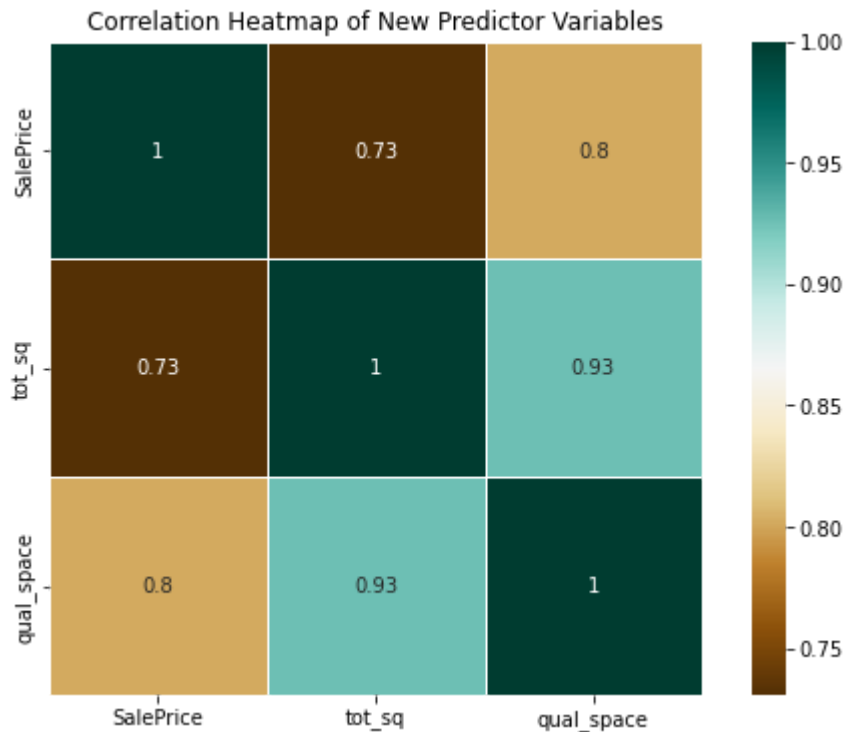 Correlation Heatmap of New Predictor Variables
SalePrice
1
0.73
0.8
tot_sq
0.73
1
0.93
qual_space
0.8
0.93
1
SalePrice
tot_sq
qual_space
1.00
0.95
0.90
0.85
0.80
0.75